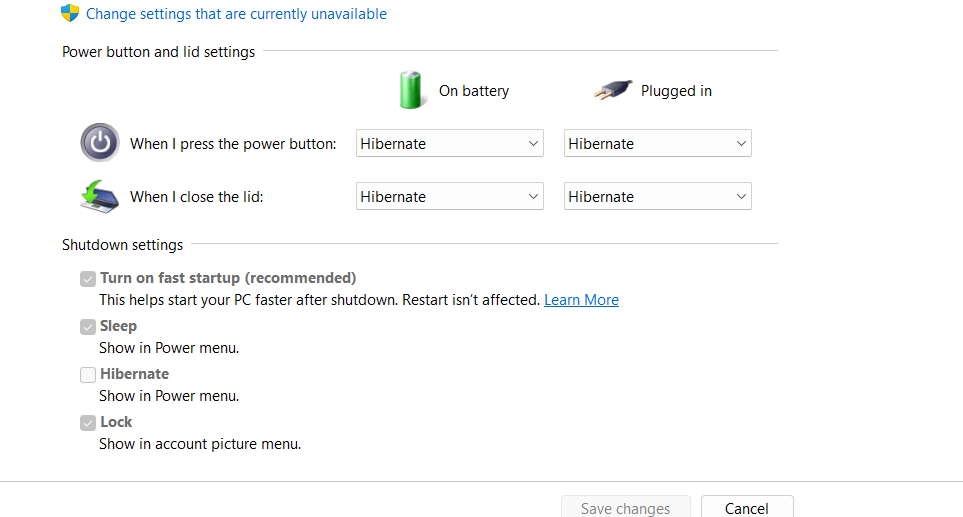 Change settings that are currently unavailable
Power button and lid settings
On battery Plugged in
When I press the power button: Hibernate Hibernate
When I close the lid: Hibernate Hibernate
Shutdown settings
Turn on fast startup (recommended)
This helps start your PC faster after shutdown. Restart isn't affected. Learn More
Sleep
Show in Power menu.
Hibernate
Show in Power menu.
Lock
Show in account picture menu.
Save changes Cancel